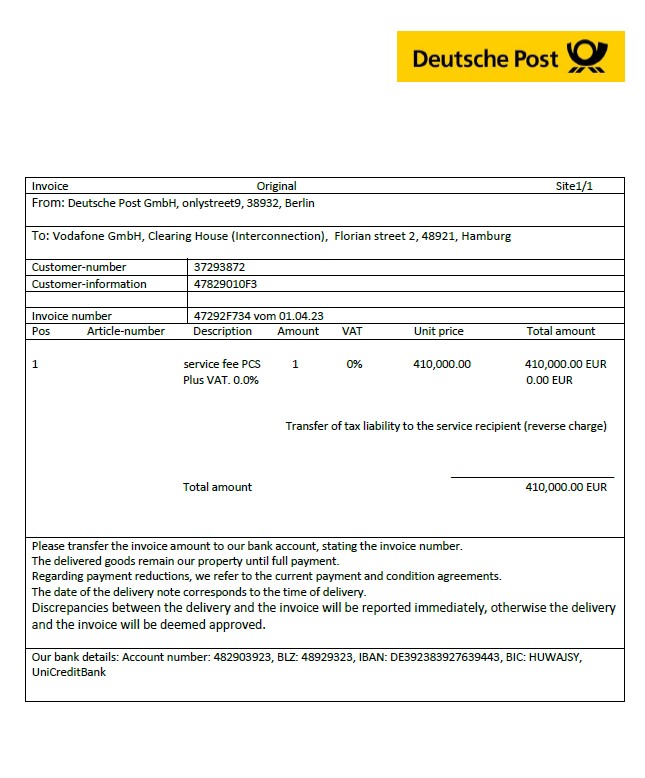 Deutsche Post
Invoice Original Site1/1
From: Deutsche Post GmbH, onlystreet9, 38932, Berlin
To: Vodafone GmbH, Clearing House (Interconnection), Florian street 2, 48921, Hamburg
Customer-number 37293872
Customer-information 47829010F3
Invoice number 47292F734 vom 01.04.23
Pos Article-number Description Amount VAT Unit price Total amount
1 service fee PCS 1 0% 410,000.00 410,000.00 EUR
Plus VAT. 0.0% 0.00 EUR
Transfer of tax liability to the service recipient (reverse charge)
Total amount 410,000.00 EUR
Please transfer the invoice amount to our bank account, stating the invoice number.
The delivered goods remain our property until full payment.
Regarding payment reductions, we refer to the current payment and condition agreements.
The date of the delivery note corresponds to the time of delivery.
Discrepancies between the delivery and the invoice will be reported immediately, otherwise the delivery
and the invoice will be deemed approved.
Our bank details: Account number: 482903923, BLZ: 48929323, IBAN: DE392383927639443, BIC: HUWAJSY,
UniCreditBank